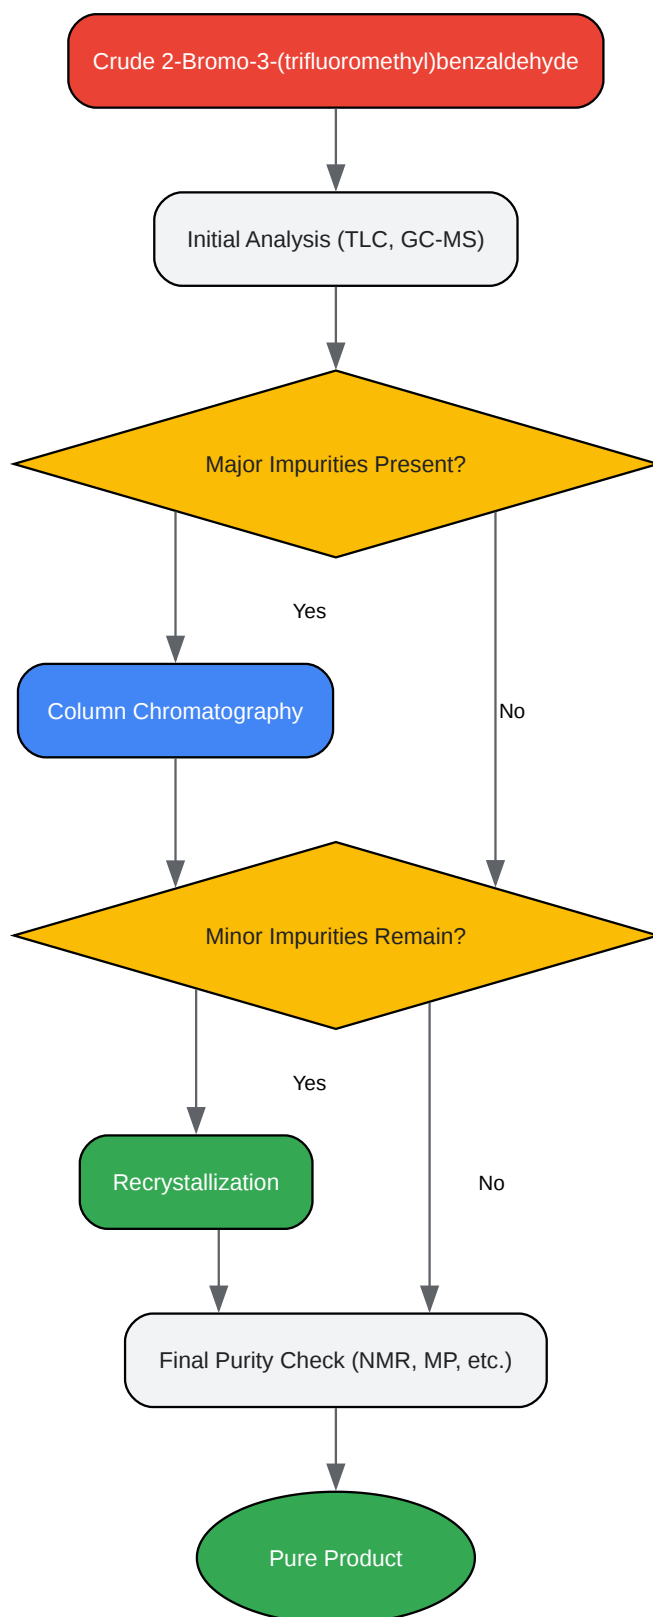 Crude 2-Bromo-3-(trifluoromethyl)benzaldehyde
Initial Analysis (TLC, GC-MS)
Major Impurities Present?
Yes
Column Chromatography
No
Minor Impurities Remain?
Yes
Recrystallization
No
Final Purity Check (NMR, MP, etc.)
Pure Product